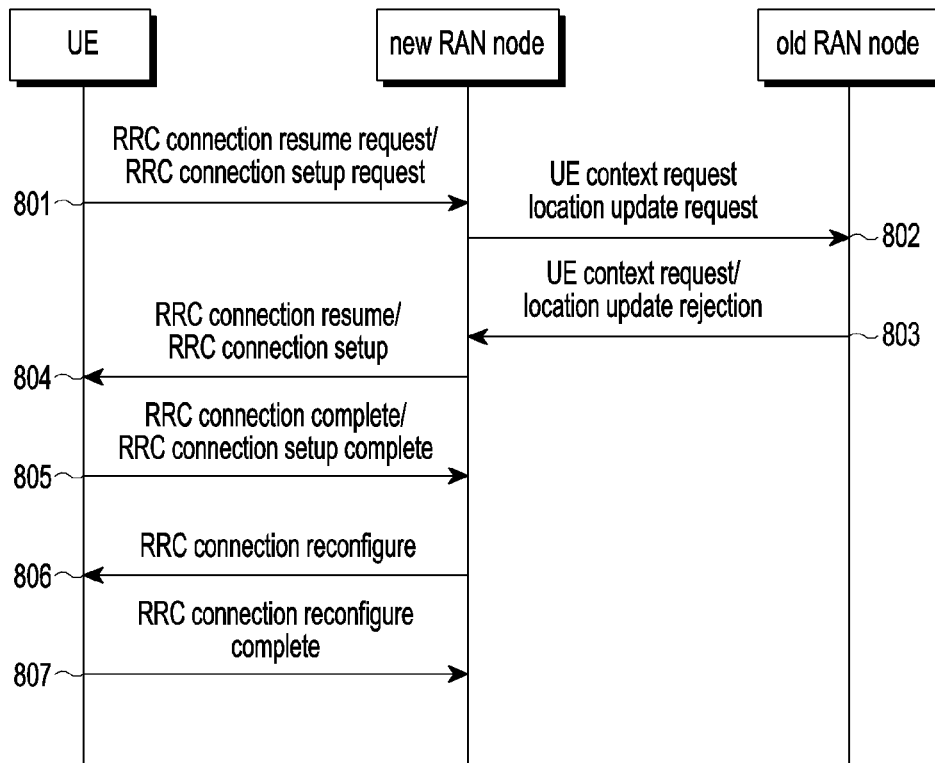 UE
new RAN node
old RAN node
RRC connection resume request/
RRC connection setup request
801
UE context request
location update request
802
UE context request/
location update rejection
803
RRC connection resume/
RRC connection setup
804
RRC connection complete/
RRC connection setup complete
805
RRC connection reconfigure
806
RRC connection reconfigure
complete
807